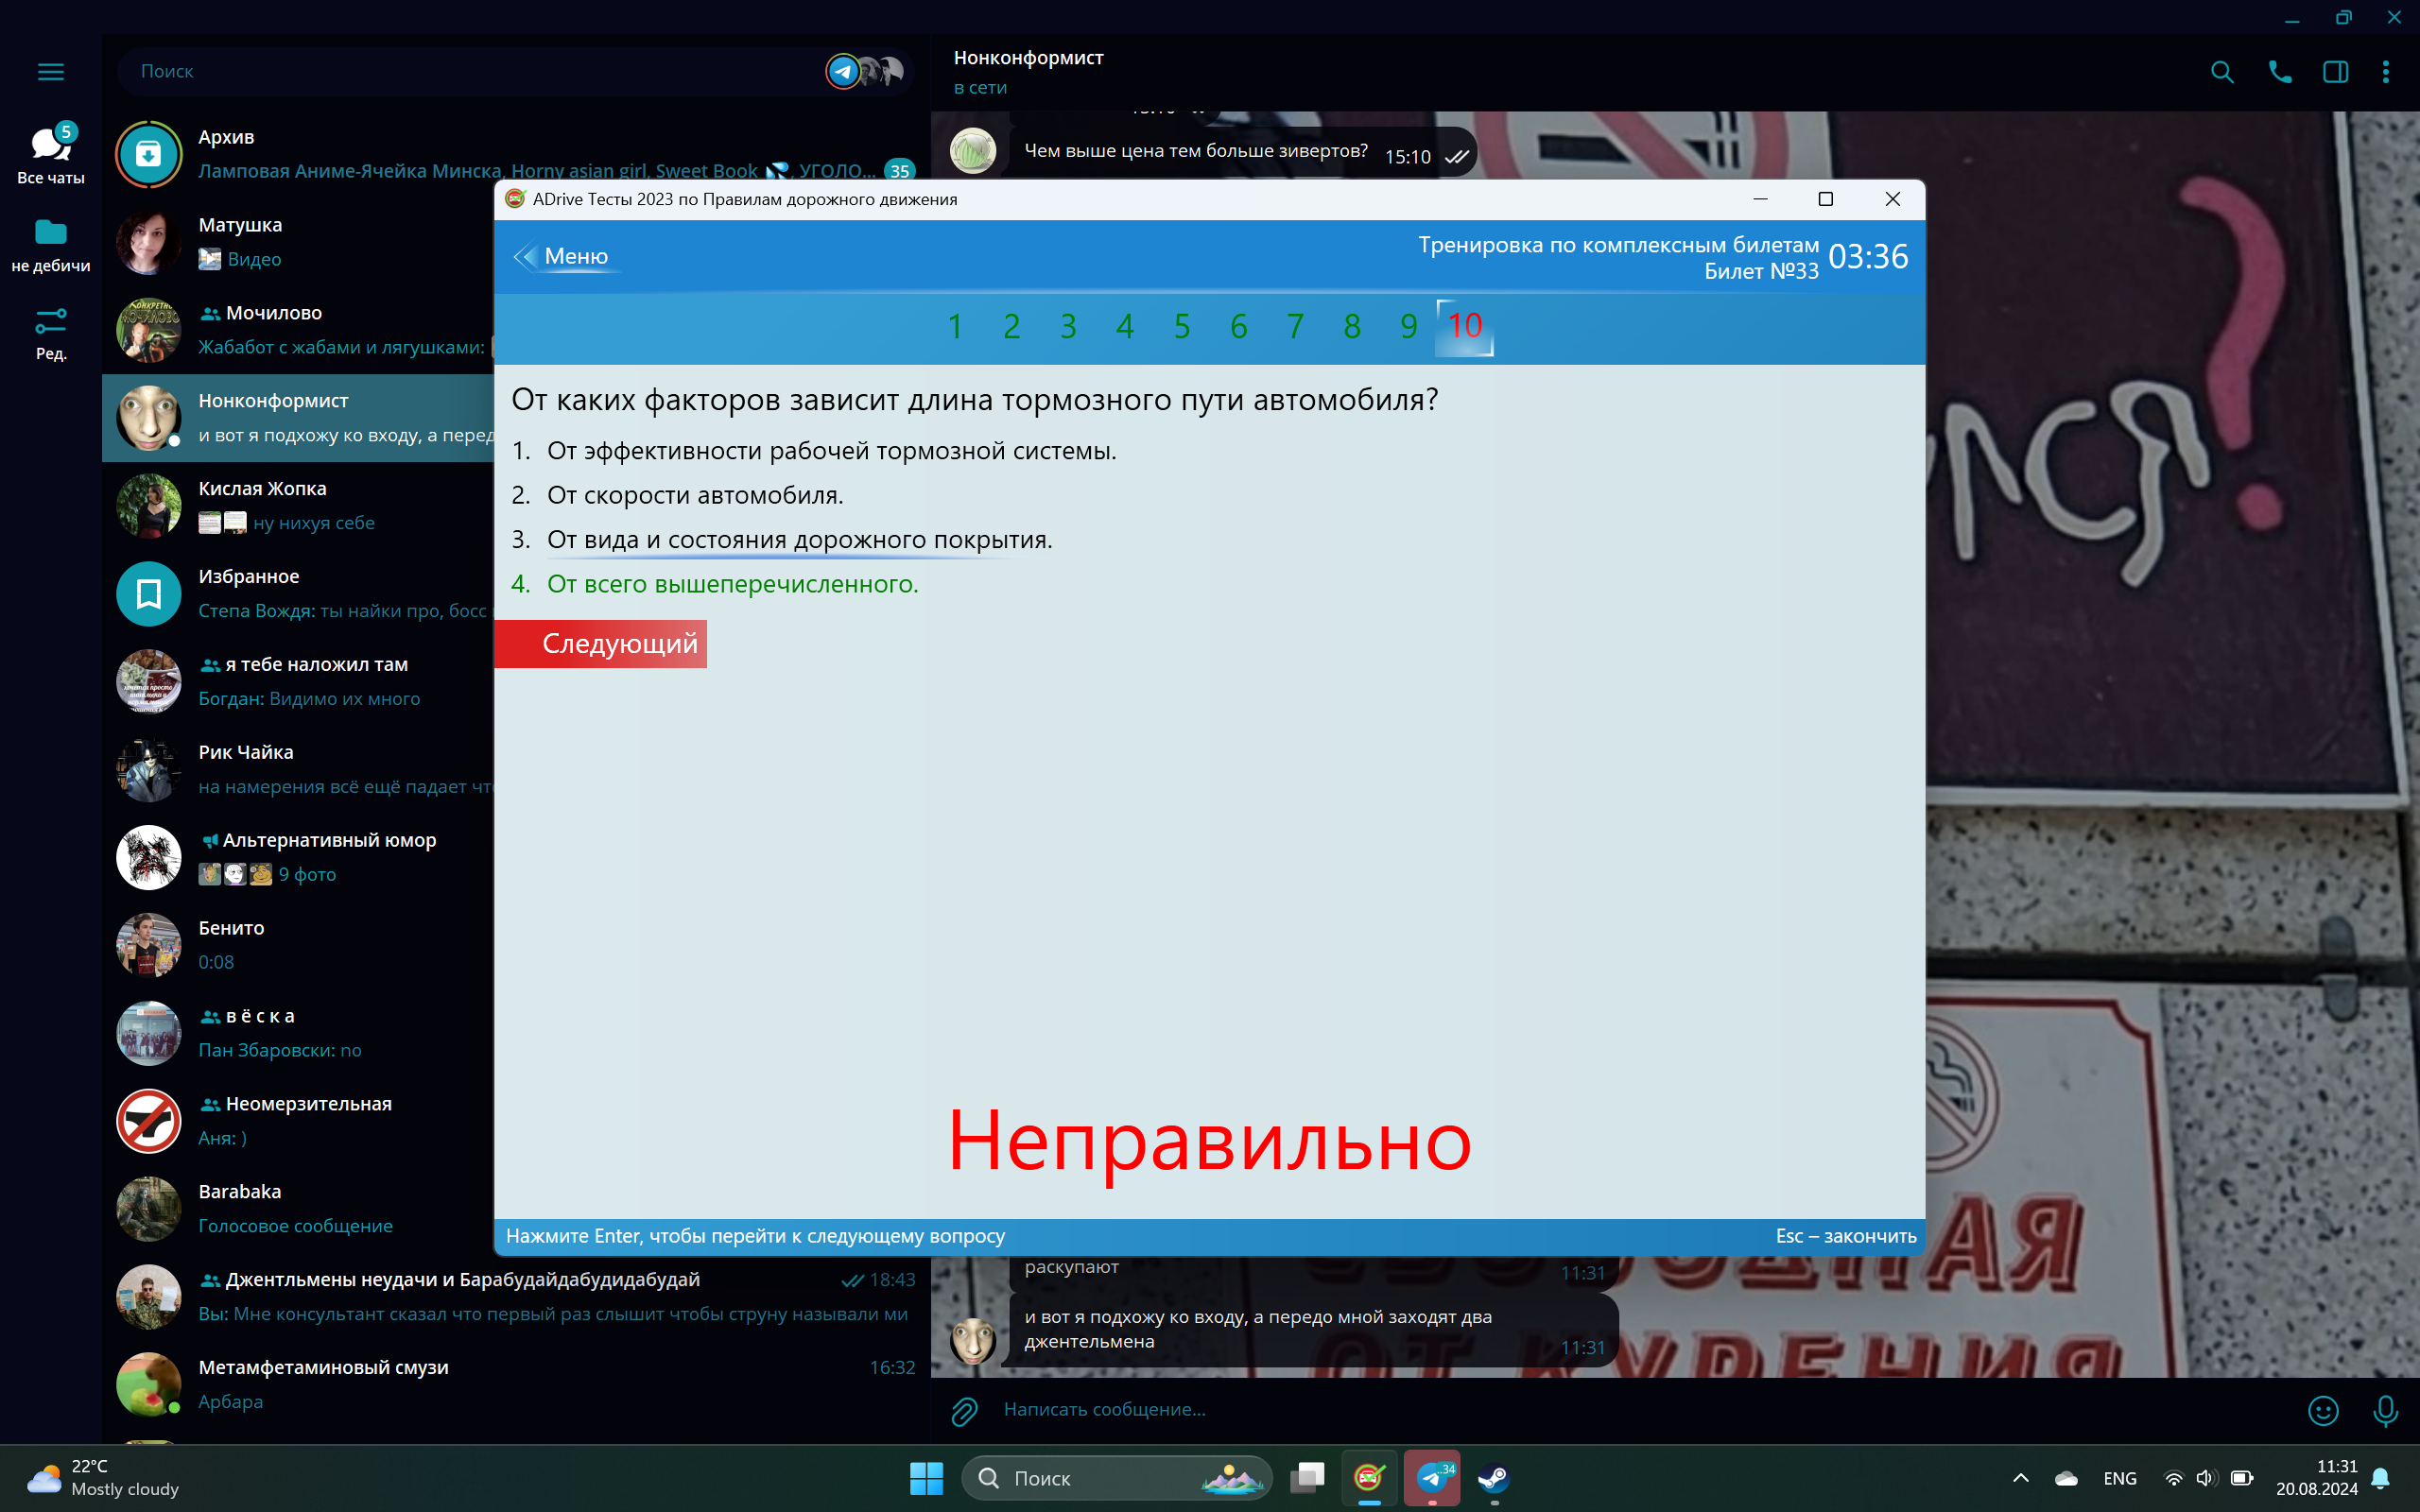 Поиск
Нонконформист
в сети
5
Все чаты
не дебичи
Ред.
Архив
Ламповая Аниме-Ячейка Минска, Horny asian girl, Sweet Book 💦, УГОЛО...
35
Матушка
Видео
Мочилово
Жабабот с жабами и лягушками:
Нонконформист
и вот я подхожу ко входу, а перед
Кислая Жопка
ну нихуя себе
Избранное
Степа Вождя: ты найки про, босс
я тебе наложил там
Богдан: Видимо их много
Рик Чайка
на намерения всё ещё падает
Альтернативный юмор
9 фото
Бенито
0:08
в ё с к а
Пан Збаровски: no
Неомерзительная
Аня: )
Barabaka
Голосовое сообщение
Джентльмены неудачи и Барабудайдабудидабудай
18:43
Вы: Мне консультант сказал что первый раз слышит чтобы струну называли ми
Метамфетаминовый смузи
16:32
Арбара
Чем выше цена тем больше зивертов? 15:10
ADrive Тесты 2023 по Правилам дорожного движения
Меню
Тренировка по комплексным билетам
Билет №33
03:36
1 2 3 4 5 6 7 8 9 10
От каких факторов зависит длина тормозного пути автомобиля?
1. От эффективности рабочей тормозной системы.
2. От скорости автомобиля.
3. От вида и состояния дорожного покрытия.
4. От всего вышеперечисленного.
Следующий
Неправильно
Нажмите Enter, чтобы перейти к следующему вопросу
Esc – закончить
раскупают
11:31
и вот я подхожу ко входу, а передо мной заходят два
джентельмена
11:31
ОТ КУРЕНИЯ
Написать сообщение...
22°C
Mostly cloudy
Поиск
..34
ENG
11:31
20.08.2024